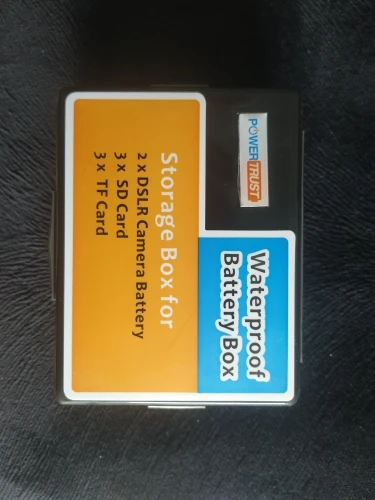 POWERTRUST
Waterproof
Battery Box
Storage Box for
2 x DSLR Camera Battery
3 x SD Card
3 x TF Card